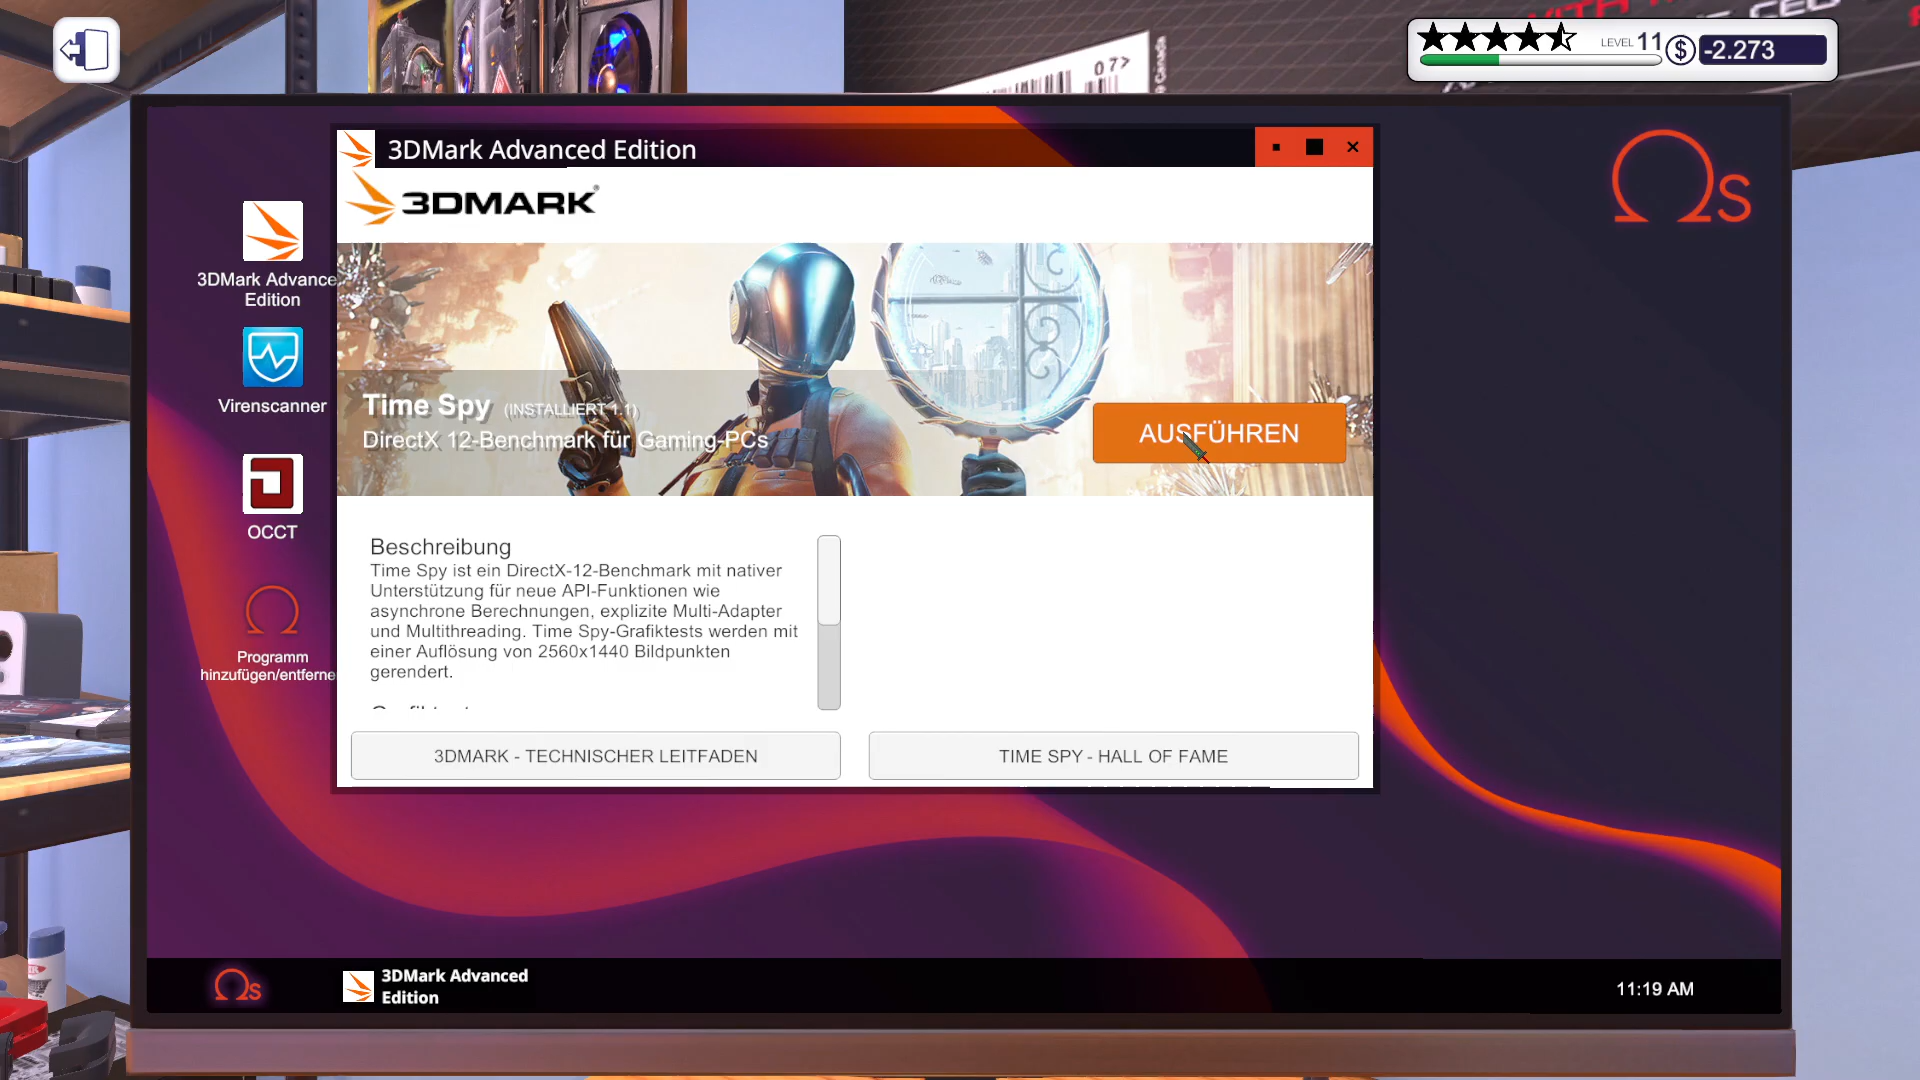 LEVEL 11
-2.273
07>
Canada
3DMark Advanced Edition
3DMARK
3DMark Advance
Edition
Virenscanner
OCCT
Programm
hinzufügen/entferne
Time Spy (INSTALLIERT 1.1)
DirectX 12-Benchmark für Gaming-PCs
AUSFÜHREN
Beschreibung
Time Spy ist ein DirectX-12-Benchmark mit nativer
Unterstützung für neue API-Funktionen wie
asynchrone Berechnungen, explizite Multi-Adapter
und Multithreading. Time Spy-Grafiktests werden mit
einer Auflösung von 2560x1440 Bildpunkten
gerendert.
3DMARK - TECHNISCHER LEITFADEN
TIME SPY - HALL OF FAME
Ωs
Ωs
3DMark Advanced
Edition
11:19 AM